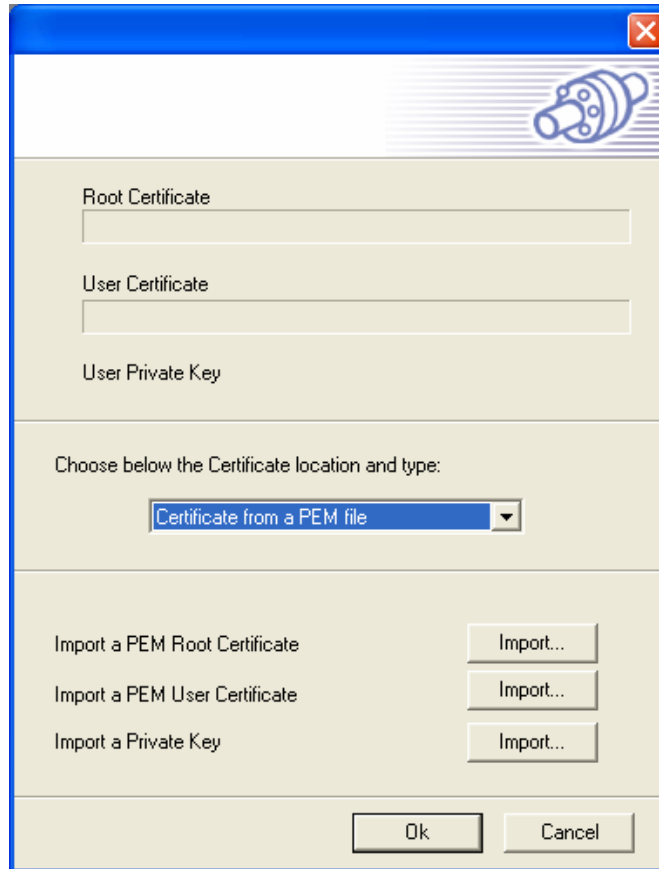 Root Certificate
User Certificate
User Private Key
Choose below the Certificate location and type:
Certificate from a PEM file
Import a PEM Root Certificate Import...
Import a PEM User Certificate Import...
Import a Private Key Import...
Ok Cancel